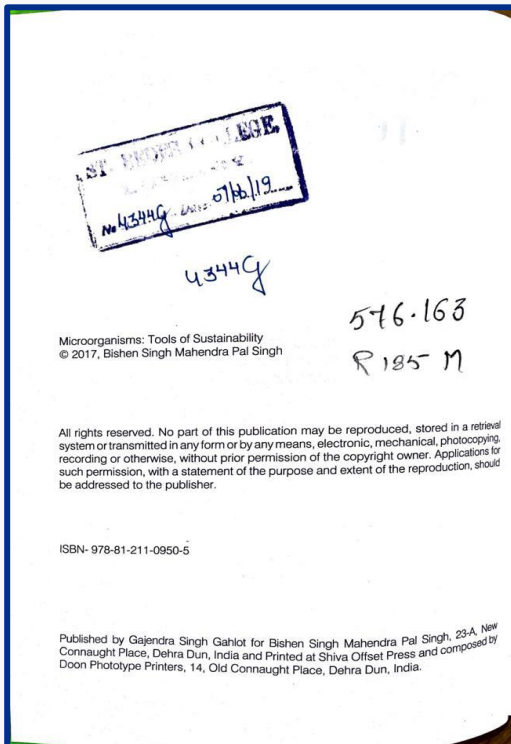 ST. BEDE'S COLLEGE,
No 43449 07/06/19
43449
576.163
R 185 M
Microorganisms: Tools of Sustainability
© 2017, Bishen Singh Mahendra Pal Singh
All rights reserved. No part of this publication may be reproduced, stored in a retrieval
system or transmitted in any form or by any means, electronic, mechanical, photocopying,
recording or otherwise, without prior permission of the copyright owner. Applications for
such permission, with a statement of the purpose and extent of the reproduction, should
be addressed to the publisher.
ISBN- 978-81-211-0950-5
Published by Gajendra Singh Gahlot for Bishen Singh Mahendra Pal Singh, 23-A, New
Connaught Place, Dehra Dun, India and Printed at Shiva Offset Press and composed by
Doon Phototype Printers, 14, Old Connaught Place, Dehra Dun, India.